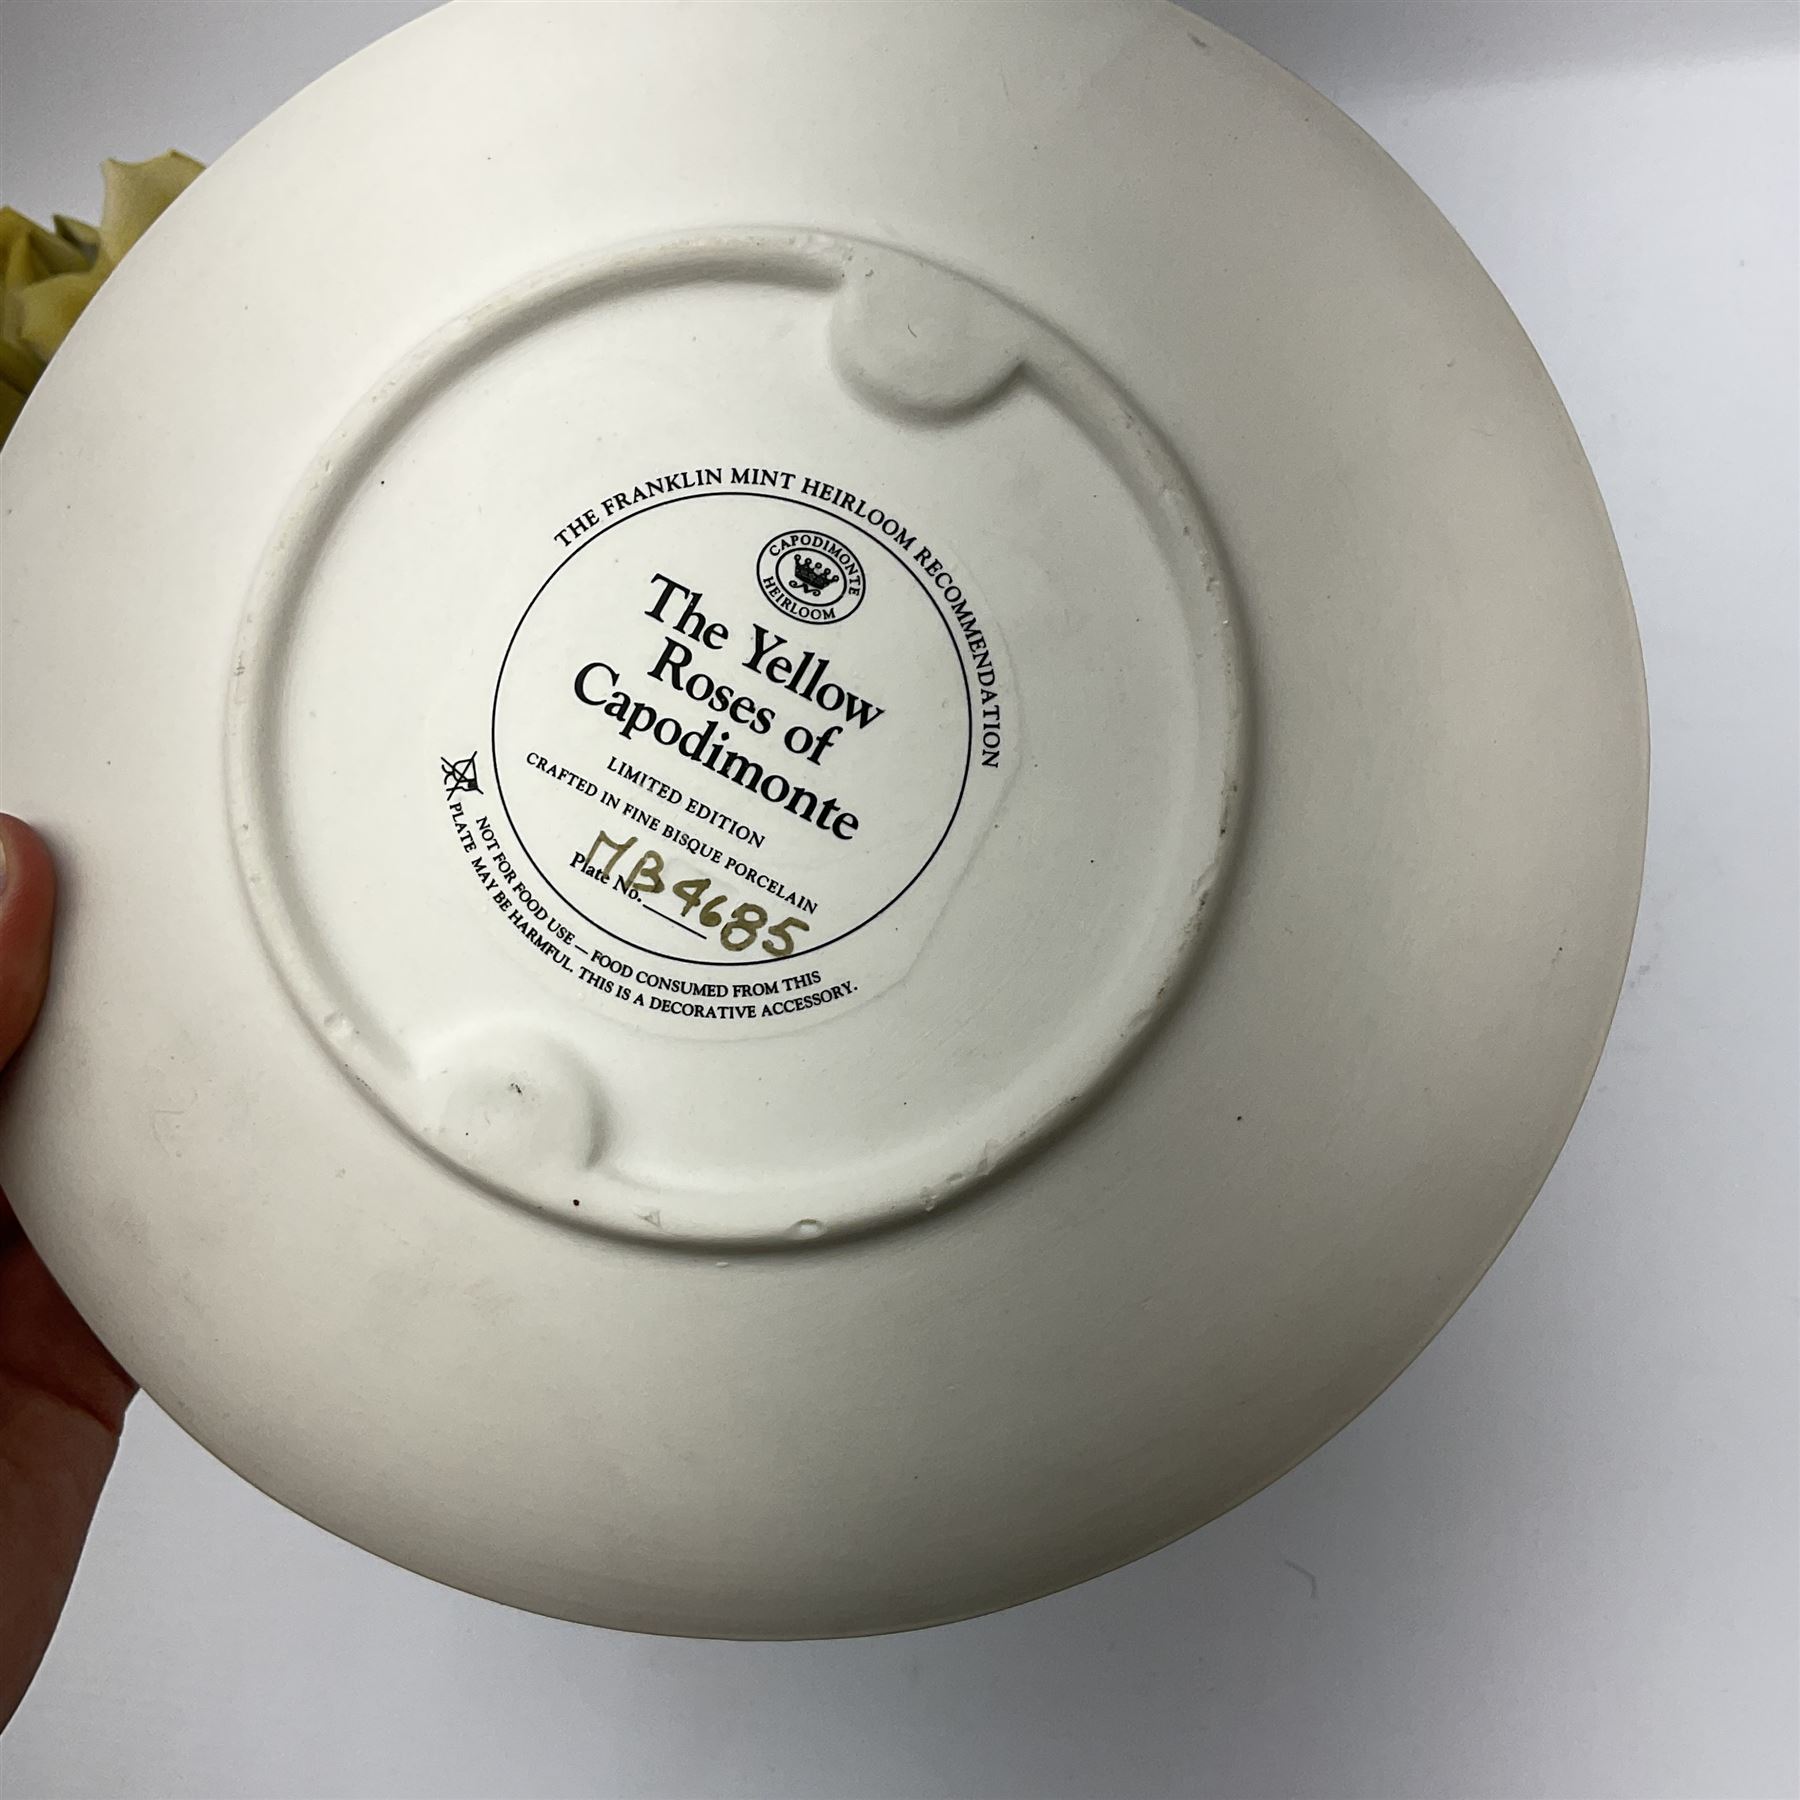 THE FRANKLIN MINT HEIRLOOM RECOMMENDATION
CAPODIMONTE
N
HEIRLOOM
The Yellow
Roses of
Capodimonte
LIMITED EDITION
CRAFTED IN FINE BISQUE PORCELAIN
Plate No. MB4685
NOT FOR FOOD USE — FOOD CONSUMED FROM THIS
PLATE MAY BE HARMFUL. THIS IS A DECORATIVE ACCESSORY.